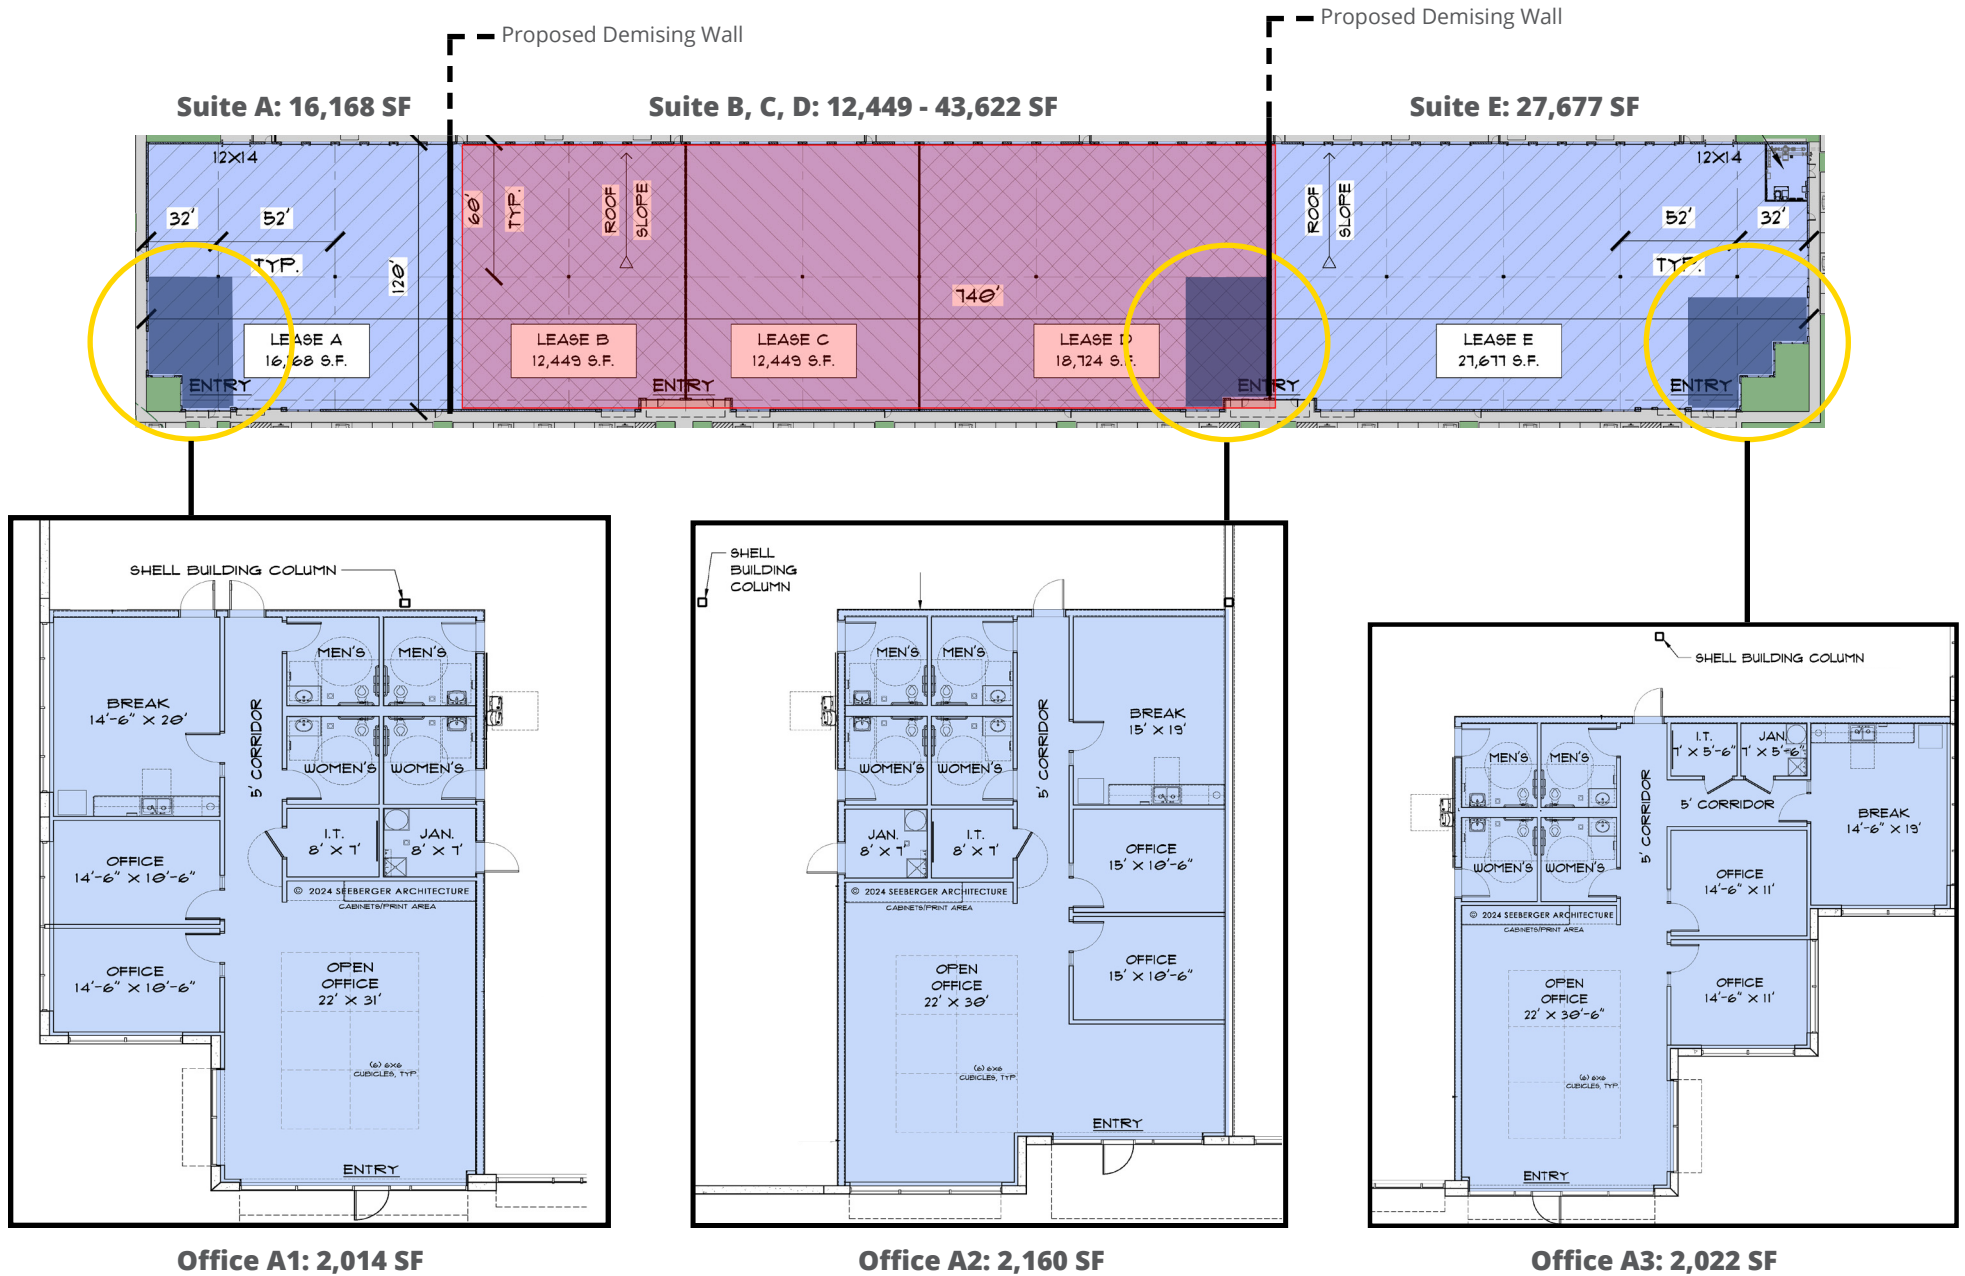 Proposed Demising Wall
Proposed Demising Wall
Suite A: 16,168 SF
Suite B, C, D: 12,449 - 43,622 SF
Suite E: 27,677 SF
12X14
12X14
32'
52'
TYP.
120'
60'
TYP.
ROOF
SLOPE
740'
ROOF
SLOPE
52'
32'
TYP.
LEASE A
16,168 S.F.
LEASE B
12,449 S.F.
LEASE C
12,449 S.F.
LEASE D
18,724 S.F.
LEASE E
27,677 S.F.
ENTRY
ENTRY
ENTRY
ENTRY
SHELL BUILDING COLUMN
MEN'S
MEN'S
BREAK
14'-6" X 20'
5' CORRIDOR
WOMEN'S
WOMEN'S
I.T.
8' X 7'
JAN.
8' X 7'
OFFICE
14'-6" X 10'-6"
© 2024 SEEBERGER ARCHITECTURE
CABINETS/PRINT AREA
OFFICE
14'-6" X 10'-6"
OPEN
OFFICE
22' X 31'
(6) 6X6
CUBICLES, TYP.
ENTRY
SHELL
BUILDING
COLUMN
MEN'S
MEN'S
5' CORRIDOR
BREAK
15' X 19'
WOMEN'S
WOMEN'S
JAN.
8' X 7'
I.T.
8' X 7'
OFFICE
15' X 10'-6"
© 2024 SEEBERGER ARCHITECTURE
CABINETS/PRINT AREA
OFFICE
15' X 10'-6"
OPEN
OFFICE
22' X 30'
(6) 6X6
CUBICLES, TYP.
ENTRY
SHELL BUILDING COLUMN
MEN'S
MEN'S
I.T.
7' X 5'-6"
JAN.
7' X 5'-6"
5' CORRIDOR
5' CORRIDOR
BREAK
14'-6" X 19'
WOMEN'S
WOMEN'S
OFFICE
14'-6" X 11'
© 2024 SEEBERGER ARCHITECTURE
CABINETS/PRINT AREA
OPEN
OFFICE
22' X 30'-6"
OFFICE
14'-6" X 11'
(6) 6X6
CUBICLES, TYP.
ENTRY
Office A1: 2,014 SF
Office A2: 2,160 SF
Office A3: 2,022 SF